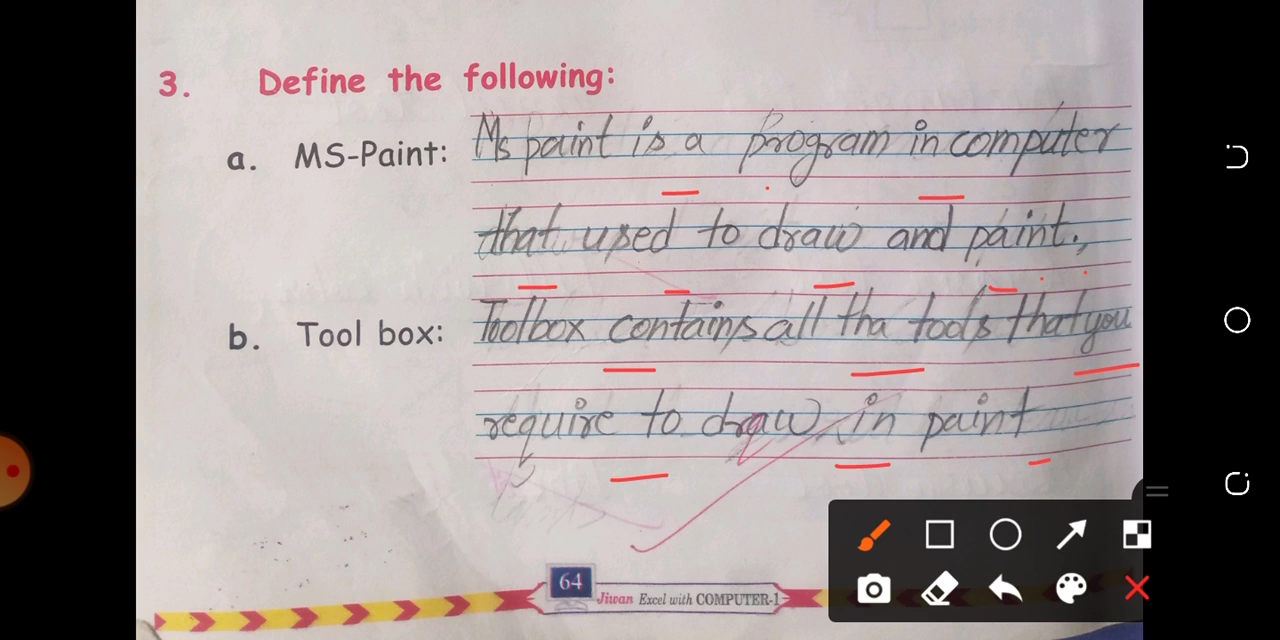 3. Define the following:
a. MS-Paint: Ms paint is a program in computer
that used to draw and paint.
b. Tool box: Toolbox contains all tha tools that you
require to draw in paint
64
Jiwan Excel with COMPUTER-1